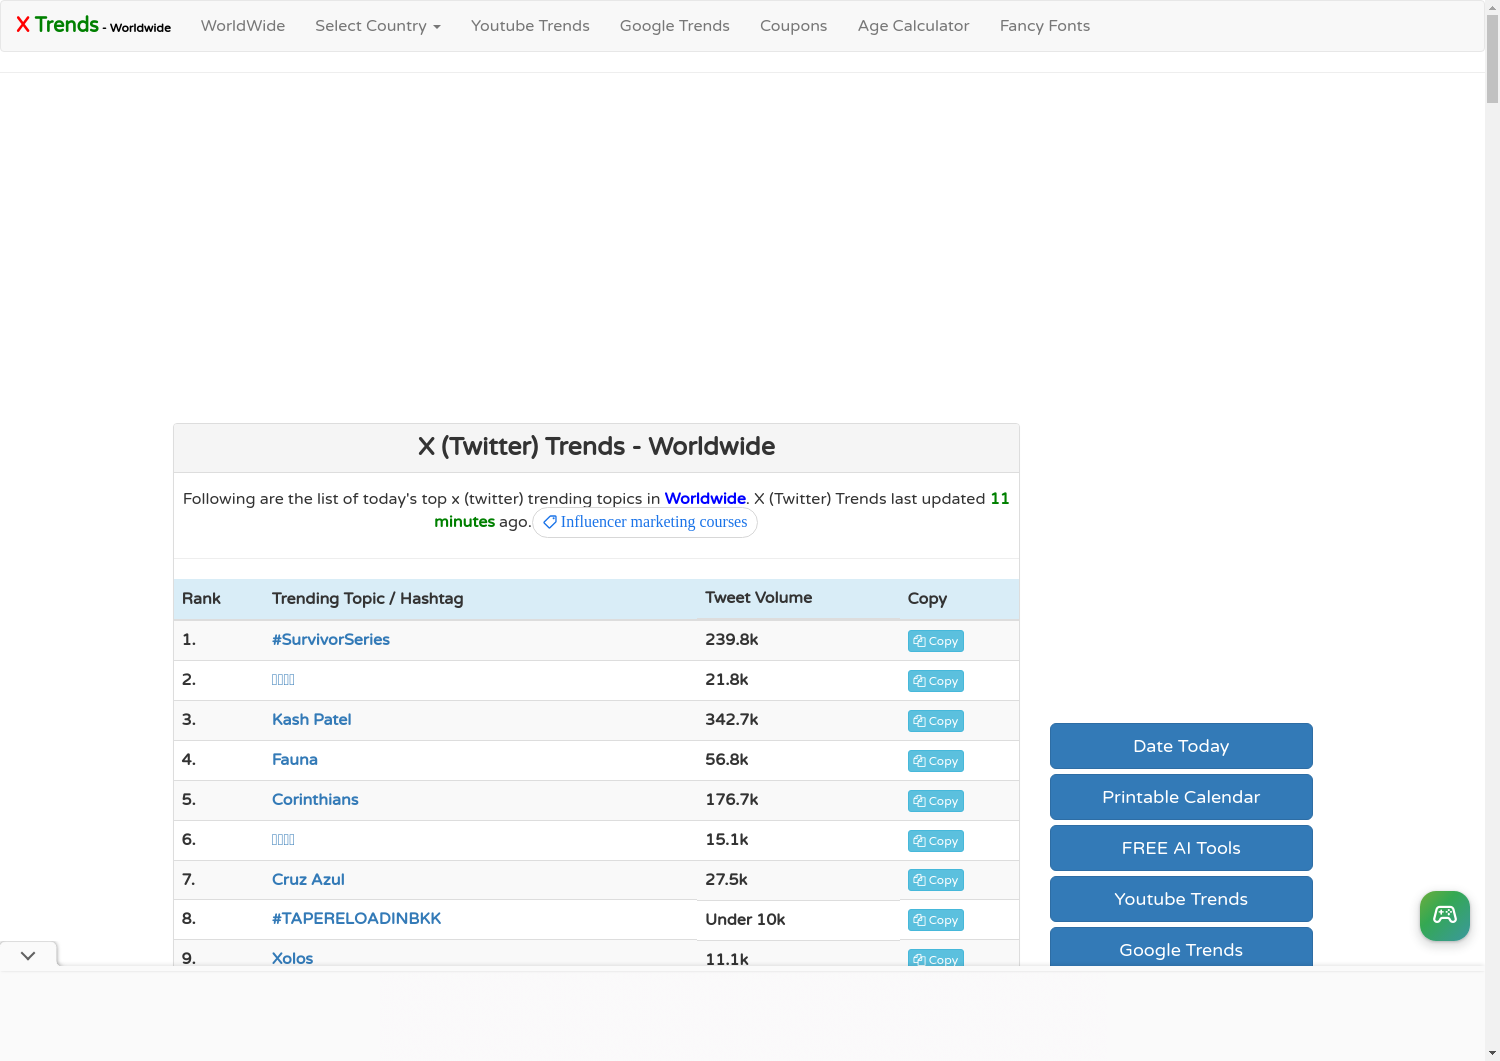 X Trends - Worldwide
WorldWide
Select Country
Youtube Trends
Google Trends
Coupons
Age Calculator
Fancy Fonts
X (Twitter) Trends - Worldwide
Following are the list of today's top x (twitter) trending topics in Worldwide. X (Twitter) Trends last updated 11
minutes ago. Influencer marketing courses
Rank Trending Topic / Hashtag Tweet Volume Copy
1. #SurvivorSeries 239.8k Copy
2. 21.8k Copy
3. Kash Patel 342.7k Copy
4. Fauna 56.8k Copy
5. Corinthians 176.7k Copy
6. 15.1k Copy
7. Cruz Azul 27.5k Copy
8. #TAPERELOADINBKK Under 10k Copy
9. Xolos 11.1k Copy
Date Today
Printable Calendar
FREE AI Tools
Youtube Trends
Google Trends